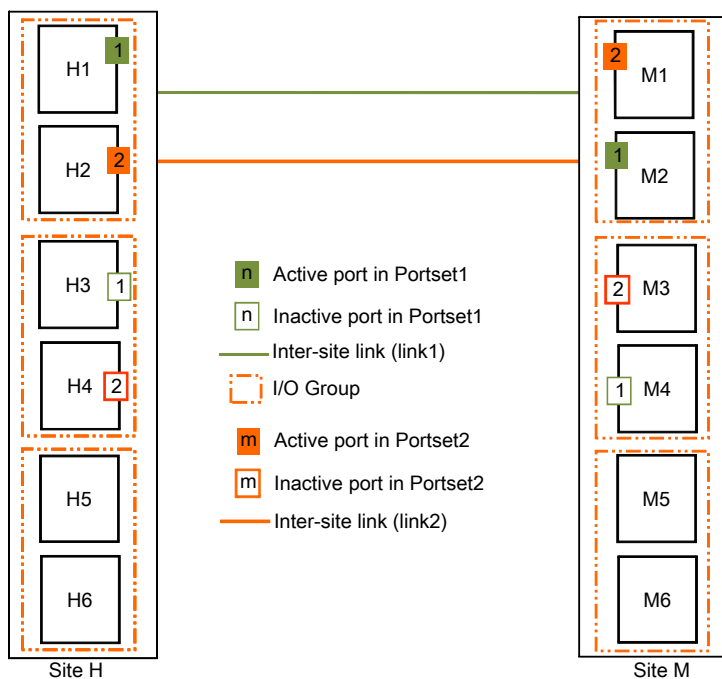 1
H1
2
H2
H3
1
H4
2
H5
H6
Site H
n Active port in Portset1
n Inactive port in Portset1
Inter-site link (link1)
I/O Group
m Active port in Portset2
m Inactive port in Portset2
Inter-site link (link2)
2
M1
1
M2
2
M3
1
M4
M5
M6
Site M